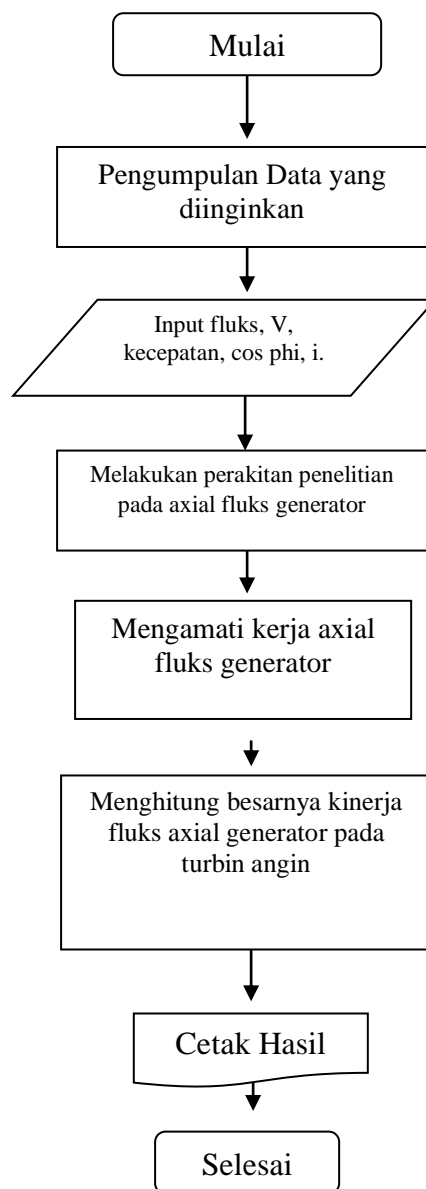 Mulai
Pengumpulan Data yang
diinginkan
Input fluks, V,
kecepatan, cos phi, i.
Melakukan perakitan penelitian
pada axial fluks generator
Mengamati kerja axial
fluks generator
Menghitung besarnya kinerja
fluks axial generator pada
turbin angin
Cetak Hasil
Selesai